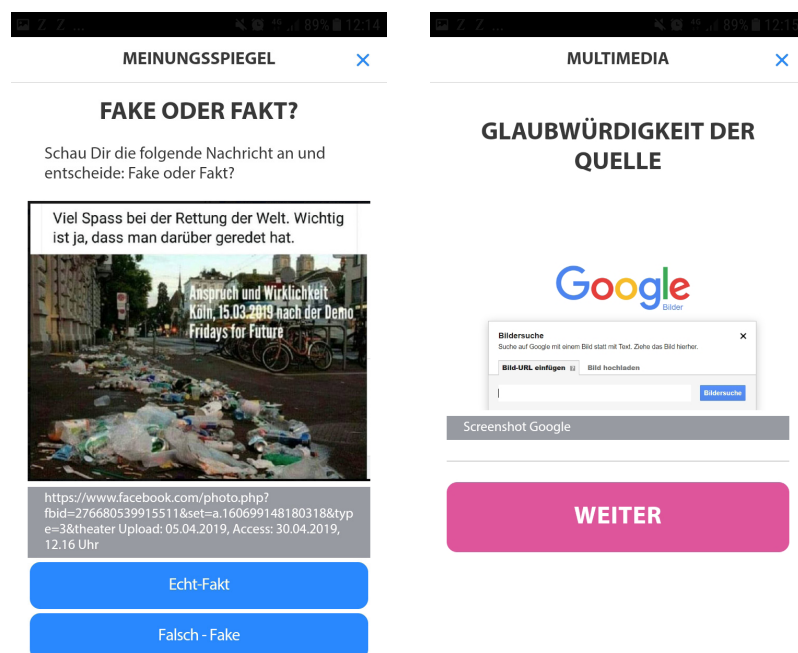 Z Z ... 4G 89% 12:14
MEINUNGSSPIEGEL ×
FAKE ODER FAKT?
Schau Dir die folgende Nachricht an und
entscheide: Fake oder Fakt?
Viel Spass bei der Rettung der Welt. Wichtig
ist ja, dass man darüber geredet hat.
Anspruch und Wirklichkeit
Köln, 15.03.2019 nach der Demo
Fridays for Future
https://www.facebook.com/photo.php?
fbid=276680539915511&set=a.160699148180318&typ
e=3&theater Upload: 05.04.2019, Access: 30.04.2019,
12.16 Uhr
Echt-Fakt
Falsch - Fake
Z Z ... 4G 89% 12:15
MULTIMEDIA ×
GLAUBWÜRDIGKEIT DER
QUELLE
Google
Bilder
Bildersuche ×
Suche auf Google mit einem Bild statt mit Text. Ziehe das Bild hierher.
Bild-URL einfügen Bild hochladen
Bildersuche
Screenshot Google
WEITER